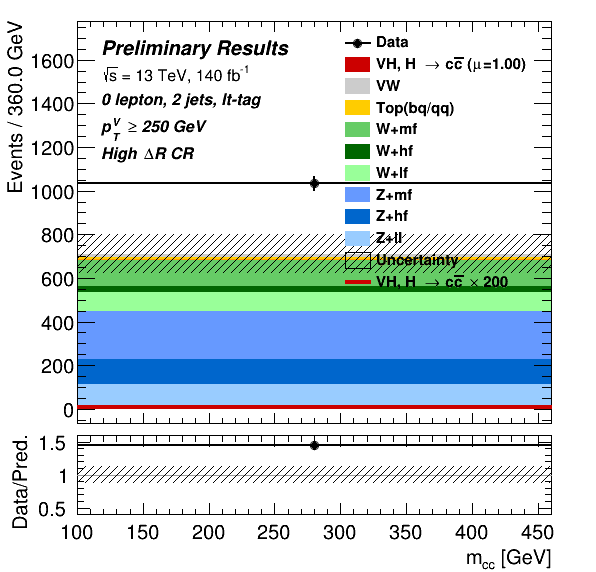 Events / 360.0 GeV
1600
1400
1200
1000
800
600
400
200
0
Preliminary Results
√s = 13 TeV, 140 fb⁻¹
0 lepton, 2 jets, lt-tag
p_T^V ≥ 250 GeV
High ΔR CR
Data
VH, H → cc̅ (μ=1.00)
VW
Top(bq/qq)
W+mf
W+hf
W+lf
Z+mf
Z+hf
Z+ll
Uncertainty
VH, H → cc̅ × 200
Data/Pred.
1.5
1
0.5
100 150 200 250 300 350 400 450
m_cc [GeV]